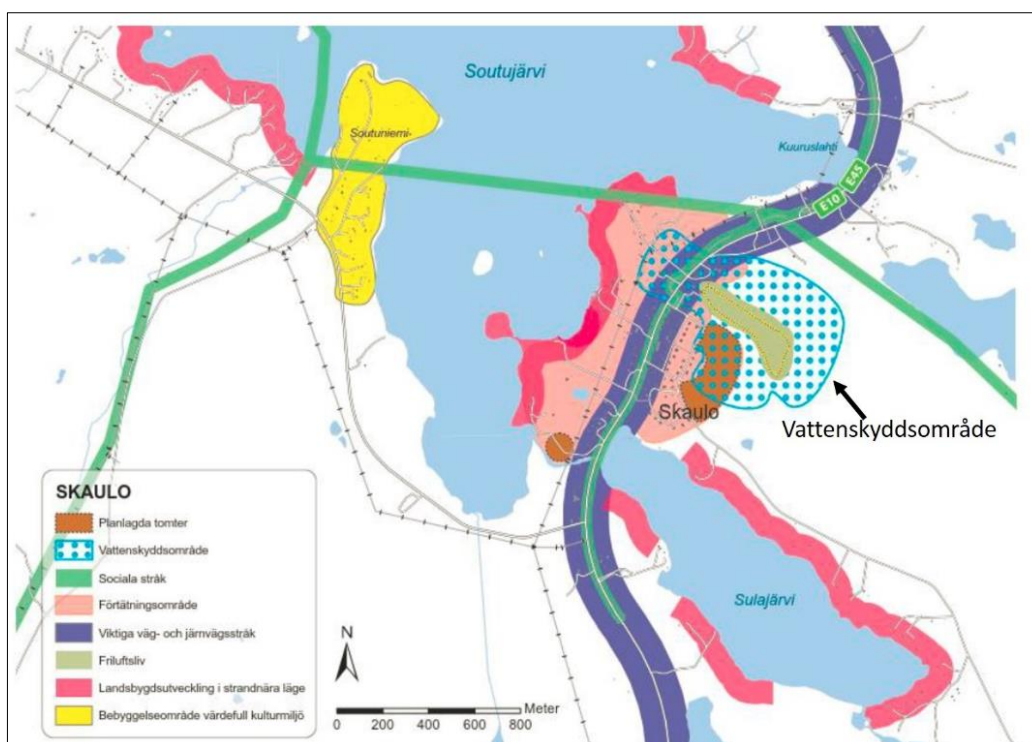 Soutujärvi
Soutuniemi-
Kuuruslahti
E45
E10
Skaulo
Vattenskyddsområde
Sulajärvi
SKAULO
Planlagda tomter
Vattenskyddsområde
Sociala stråk
Förtätningsområde
Viktiga väg- och järnvägsstråk
Friluftsliv
Landsbygdsutveckling i strandnära läge
Bebyggelseområde värdefull kulturmiljö
N
Meter
0 200 400 600 800